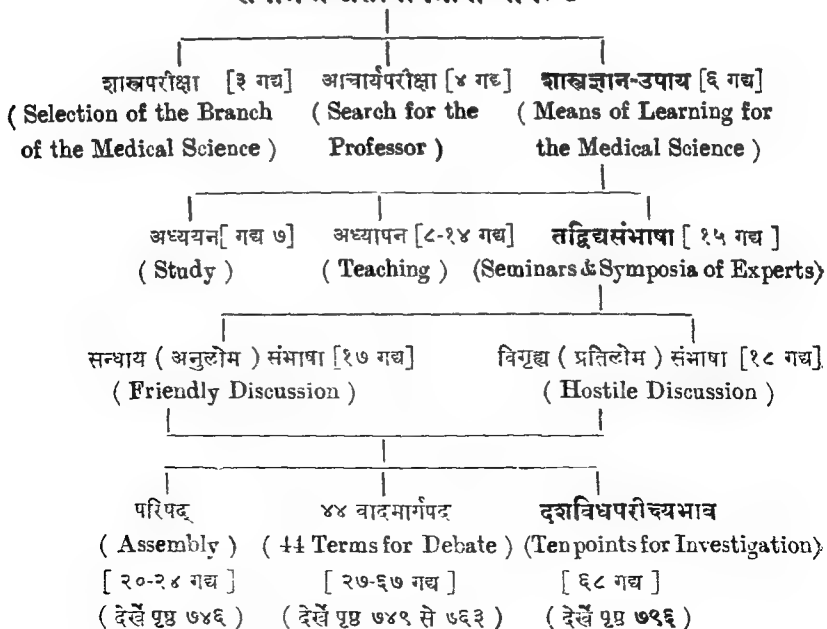 शास्त्रपरीक्षा [३ गद्य] आचार्यपरीक्षा [४ गद्य] शास्त्रज्ञान-उपाय [६ गद्य]
( Selection of the Branch ( Search for the ( Means of Learning for
of the Medical Science ) Professor ) the Medical Science )
अध्ययन[ गद्य ७] अध्यापन [८-१४ गद्य] तद्विद्यसंभाषा [ १५ गद्य ]
( Study ) ( Teaching ) (Seminars & Symposia of Experts)
सन्धाय ( अनुलोम ) संभाषा [१७ गद्य] विगृह्य ( प्रतिलोम ) संभाषा [१८ गद्य]
( Friendly Discussion ) ( Hostile Discussion )
परिषद् ४४ वादमार्गपद दशविधपरीक्ष्यभाव
( Assembly ) ( 44 Terms for Debate ) (Ten points for Investigation)
[ २०-२४ गद्य ] [ २७-६७ गद्य ] [ ६८ गद्य ]
( देखें पृष्ठ ७४६ ) ( देखें पृष्ठ ७४९ से ७६३ ) ( देखें पृष्ठ ७९६ )